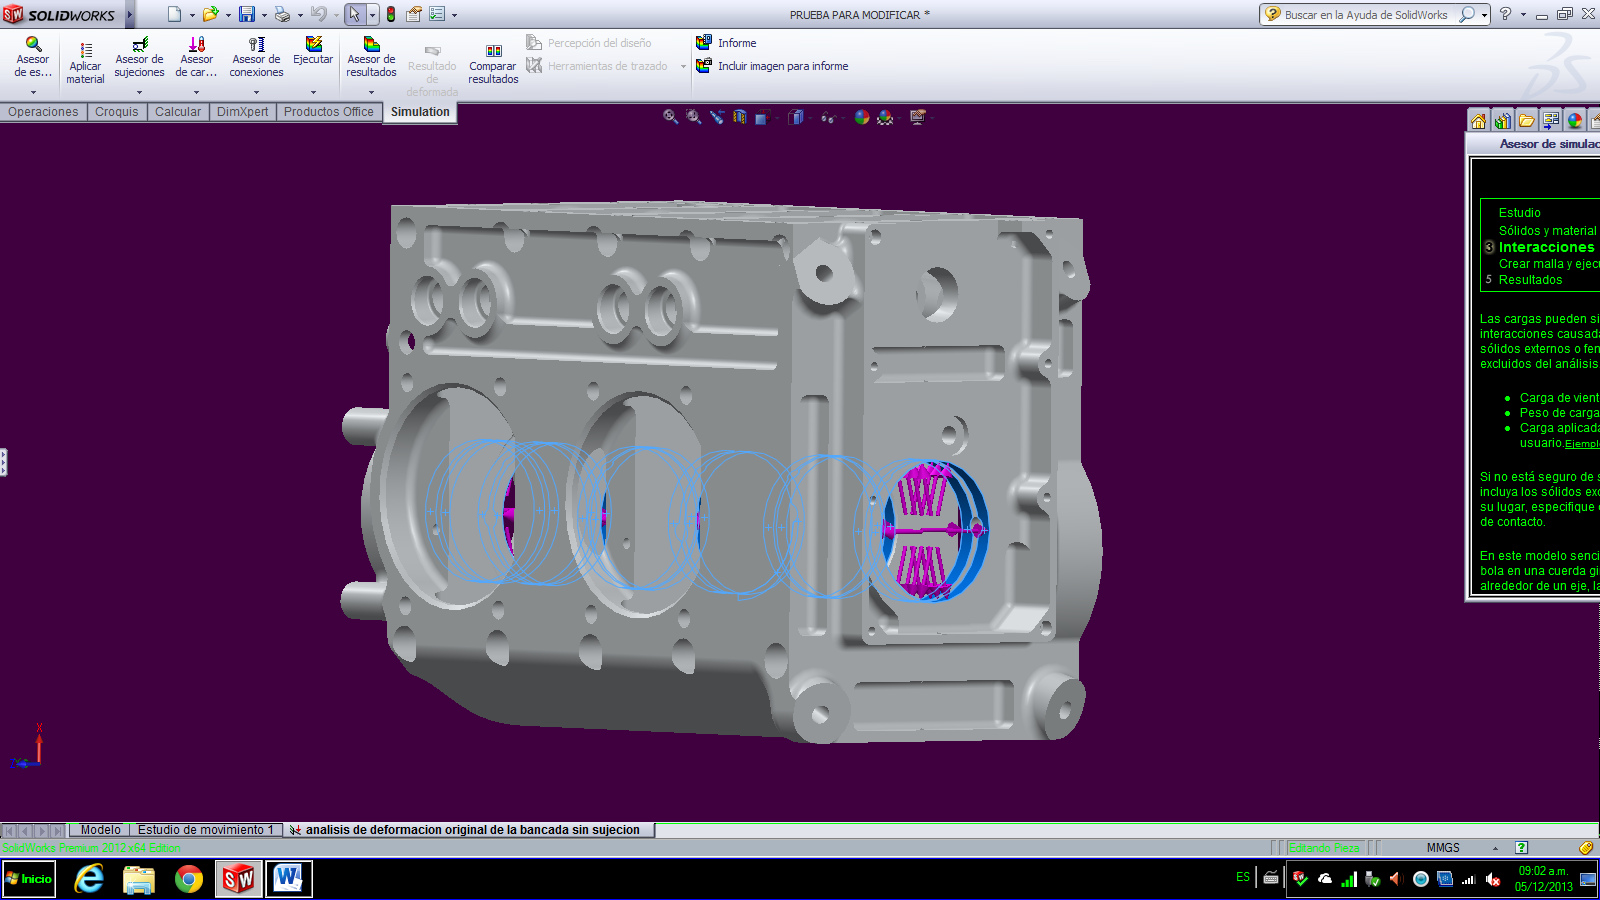 SOLIDWORKS
PRUEBA PARA MODIFICAR *
Buscar en la Ayuda de SolidWorks
Asesor de es...
Aplicar material
Asesor de sujeciones
Asesor de car...
Asesor de conexiones
Ejecutar
Asesor de resultados
Resultado de deformada
Comparar resultados
Percepción del diseño
Herramientas de trazado
Informe
Incluir imagen para informe
Operaciones
Croquis
Calcular
DimXpert
Productos Office
Simulation
Asesor de simulac
Estudio
Sólidos y material
3 Interacciones
Crear malla y ejecu
5 Resultados
Las cargas pueden si
interacciones causada
sólidos externos o fen
excluidos del análisis
Carga de vient
Peso de carga
Carga aplicada
usuario.Ejemplo
Si no está seguro de s
incluya los sólidos exc
su lugar, especifique c
de contacto.
En este modelo senci
bola en una cuerda gi
alrededor de un eje, la
X
Modelo
Estudio de movimiento 1
analisis de deformacion original de la bancada sin sujecion
SolidWorks Premium 2012 x64 Edition
Editando Pieza
MMGS
Inicio
ES
09:02 a.m.
05/12/2013